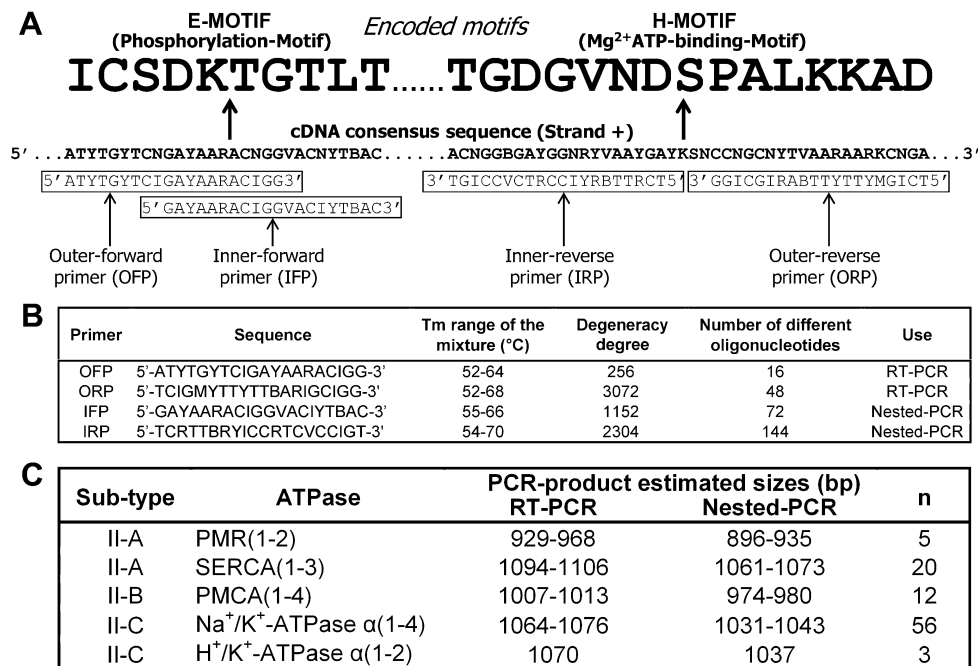 A
E-MOTIF
(Phosphorylation-Motif)
Encoded motifs
H-MOTIF
(Mg2+ATP-binding-Motif)
ICSDKTGTLT......TGDGVNDSPALKKAD
cDNA consensus sequence (Strand +)
5' ...ATYTGYTCNGAYAARACNGGVACNYTBAC......ACNGGBGAYGGNRYVAAYGAYKSNCCNGCNYTVAARAARKCNGA...3'
5'ATYTGYTCIGAYAARACIGG3'
3'TGICCVCTRCCIYRBTTRCT5'
3'GGICGIRABTTYTTYMGICT5'
5'GAYAARACIGGVACIYTBAC3'
Outer-forward
primer (OFP)
Inner-forward
primer (IFP)
Inner-reverse
primer (IRP)
Outer-reverse
primer (ORP)
B
Primer Sequence Tm range of the mixture (°C) Degeneracy degree Number of different oligonucleotides Use
OFP 5'-ATYTGYTCIGAYAARACIGG-3' 52-64 256 16 RT-PCR
ORP 5'-TCIGMYTTYTTBARIGCIGG-3' 52-68 3072 48 RT-PCR
IFP 5'-GAYAARACIGGVACIYTBAC-3' 55-66 1152 72 Nested-PCR
IRP 5'-TCRTTBRYICCRTCVCCIGT-3' 54-70 2304 144 Nested-PCR
C
Sub-type ATPase PCR-product estimated sizes (bp) n
RT-PCR Nested-PCR
II-A PMR(1-2) 929-968 896-935 5
II-A SERCA(1-3) 1094-1106 1061-1073 20
II-B PMCA(1-4) 1007-1013 974-980 12
II-C Na+/K+-ATPase α(1-4) 1064-1076 1031-1043 56
II-C H+/K+-ATPase α(1-2) 1070 1037 3